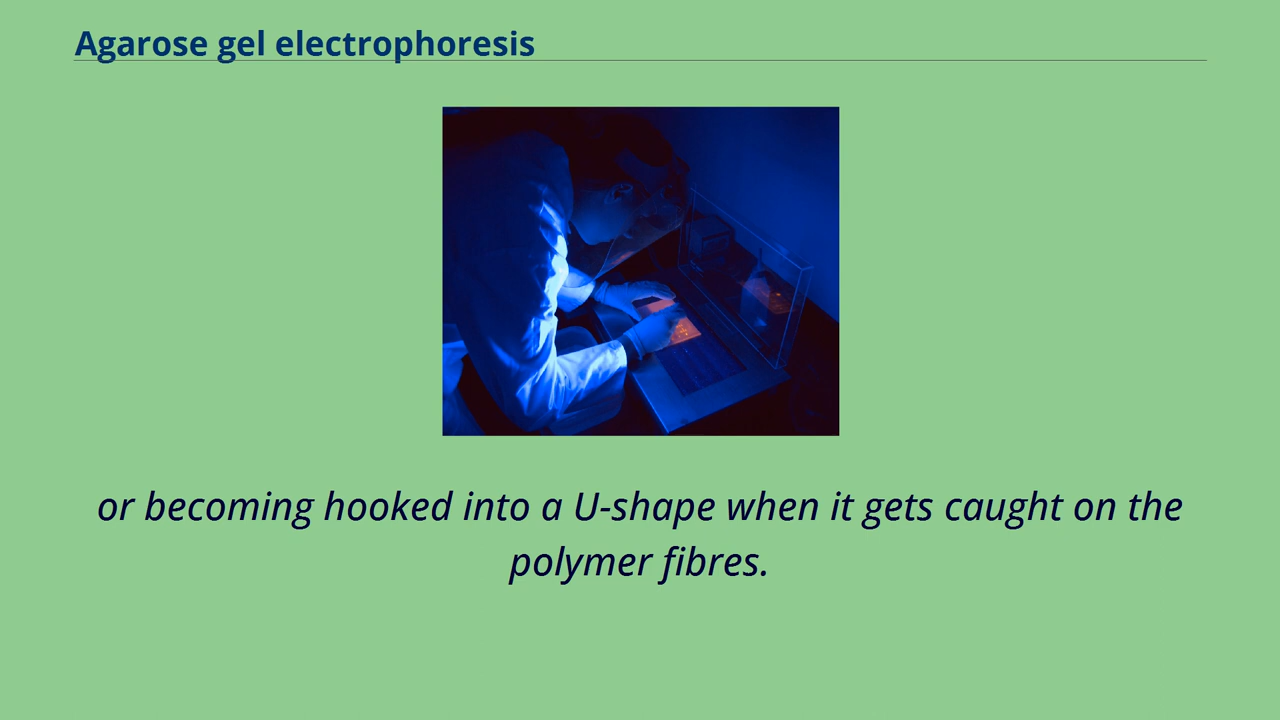 Agarose gel electrophoresis
or becoming hooked into a U-shape when it gets caught on the
polymer fibres.